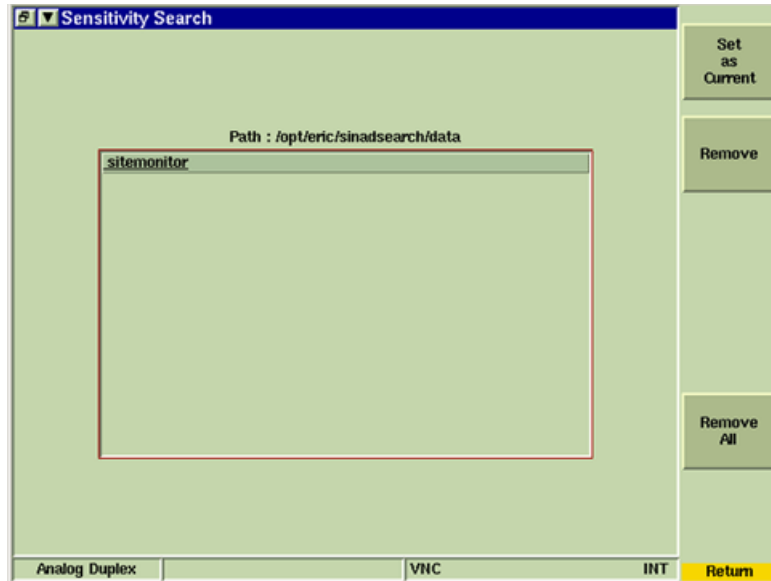 Sensitivity Search
Set
as
Current
Path : /opt/eric/sinadsearch/data
sitemonitor
Remove
Remove
All
Analog Duplex
VNC
INT
Return